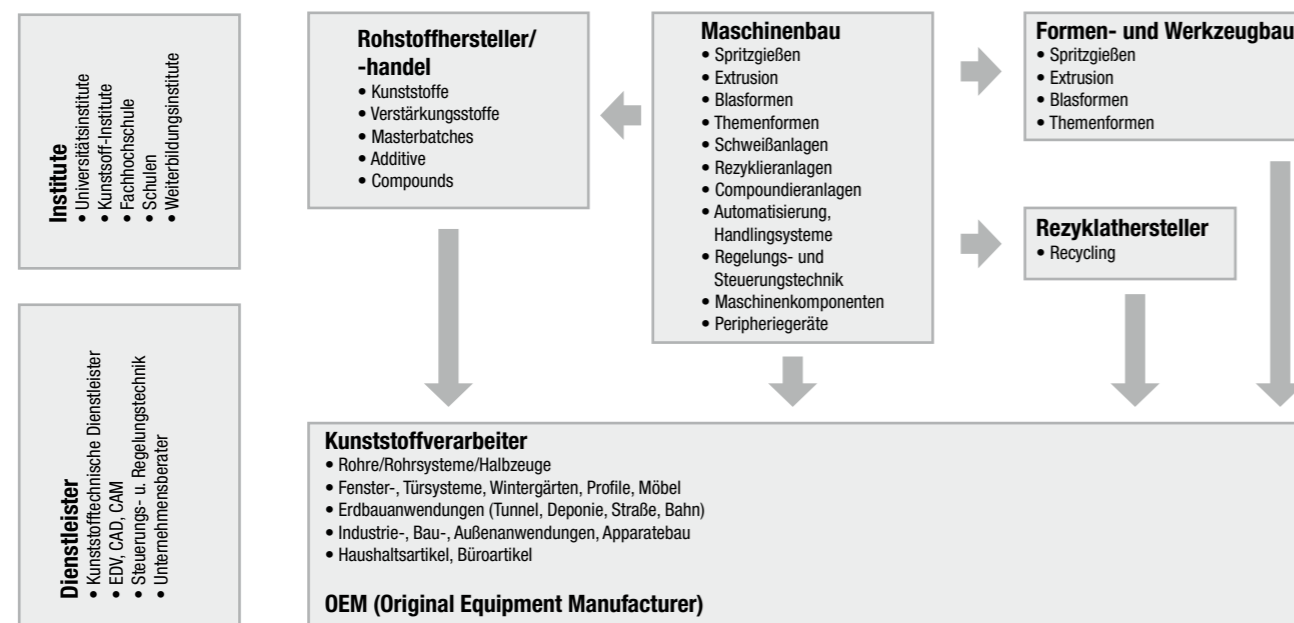 Institute
• Universitätsinstitute
• Kunstsoff-Institute
• Fachhochschule
• Schulen
• Weiterbildungsinstitute
Dienstleister
• Kunststofftechnische Dienstleister
• EDV, CAD, CAM
• Steuerungs- u. Regelungstechnik
• Unternehmensberater
Rohstoffhersteller/
-handel
• Kunststoffe
• Verstärkungsstoffe
• Masterbatches
• Additive
• Compounds
Maschinenbau
• Spritzgießen
• Extrusion
• Blasformen
• Themenformen
• Schweißanlagen
• Rezyklieranlagen
• Compoundieranlagen
• Automatisierung,
Handlingsysteme
• Regelungs- und
Steuerungstechnik
• Maschinenkomponenten
• Peripheriegeräte
Formen- und Werkzeugbau
• Spritzgießen
• Extrusion
• Blasformen
• Themenformen
Rezyklathersteller
• Recycling
Kunststoffverarbeiter
• Rohre/Rohrsysteme/Halbzeuge
• Fenster-, Türsysteme, Wintergärten, Profile, Möbel
• Erdbauanwendungen (Tunnel, Deponie, Straße, Bahn)
• Industrie-, Bau-, Außenanwendungen, Apparatebau
• Haushaltsartikel, Büroartikel
OEM (Original Equipment Manufacturer)